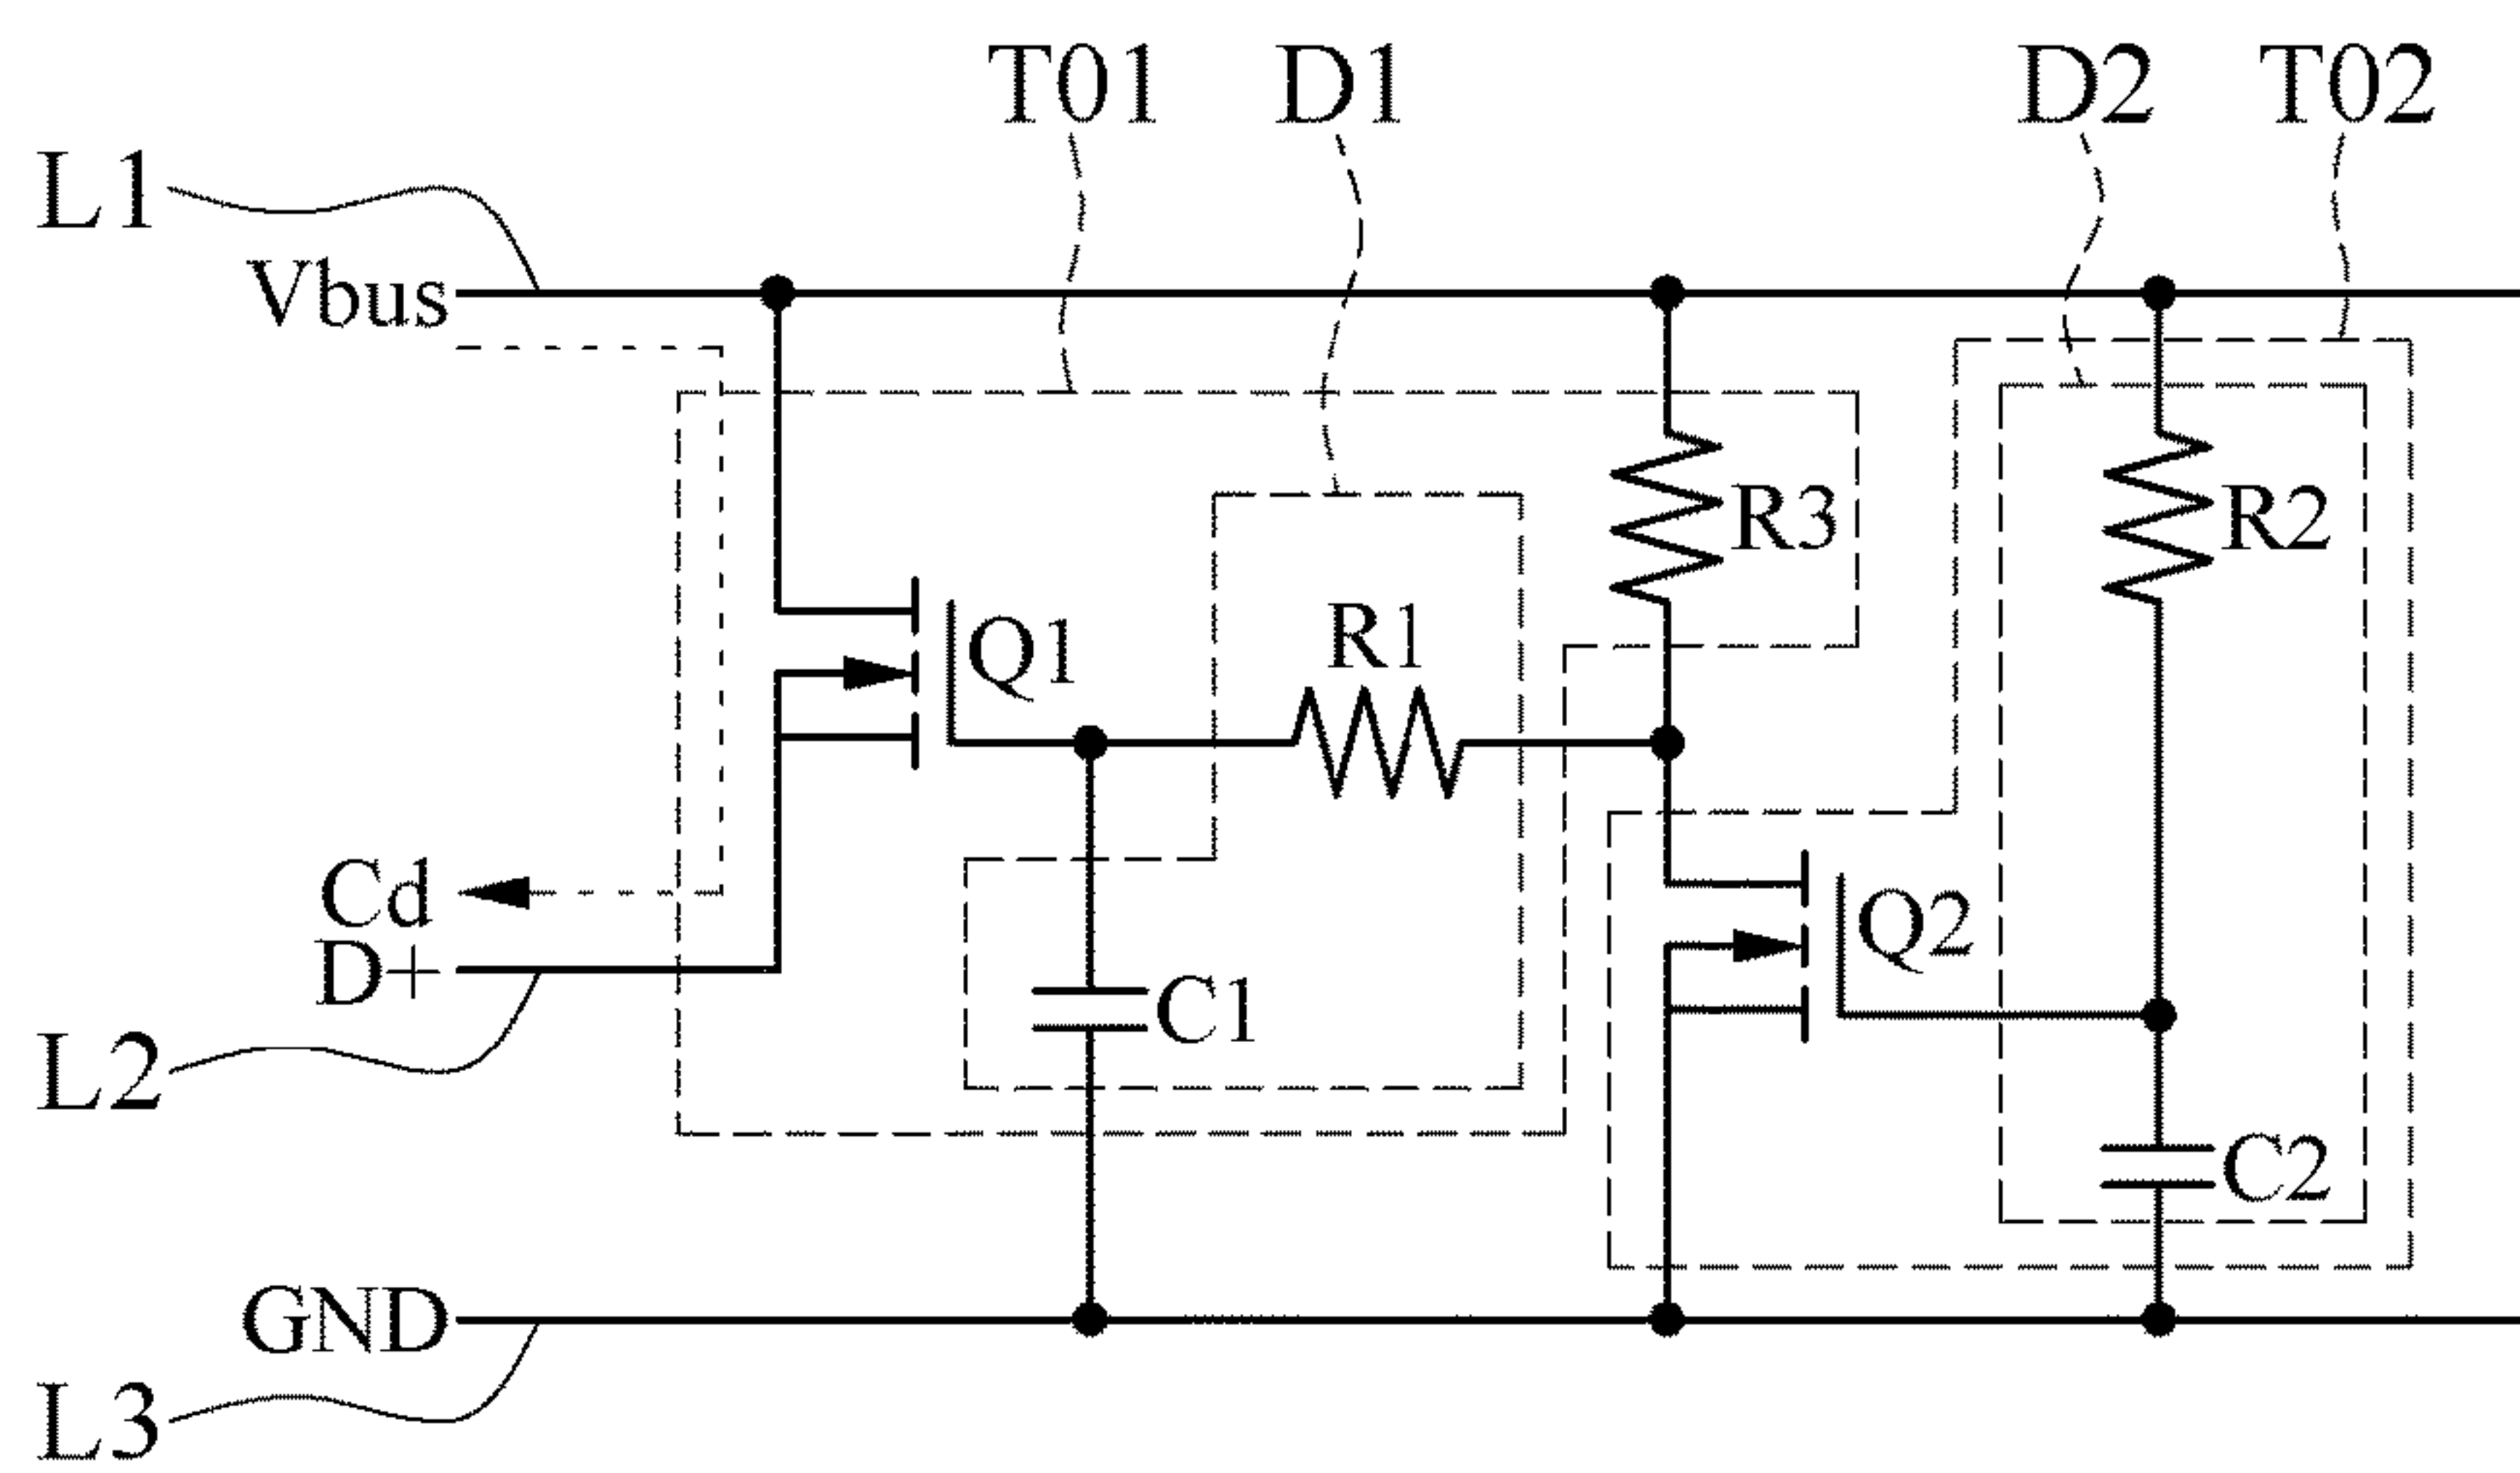 T01 D1 D2 T02
L1
Vbus
R3 R2
R1
Q1
Cd
Q2
D+
C1
L2
C2
GND
L3